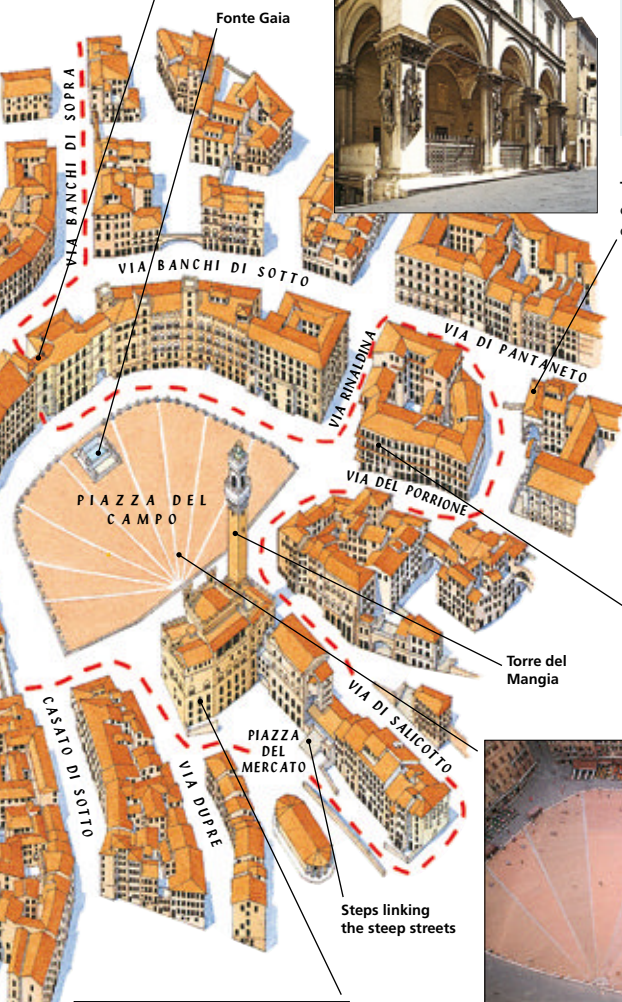 Fonte Gaia
VIA BANCHI DI SOPRA
VIA BANCHI DI SOTTO
VIA RINALDINA
VIA DI PANTANETO
VIA DEL PORRIONE
PIAZZA DEL
CAMPO
Torre del
Mangia
VIA DI SALICOTTO
PIAZZA
DEL
MERCATO
CASATO DI SOTTO
VIA DUPRE
Steps linking
the steep streets